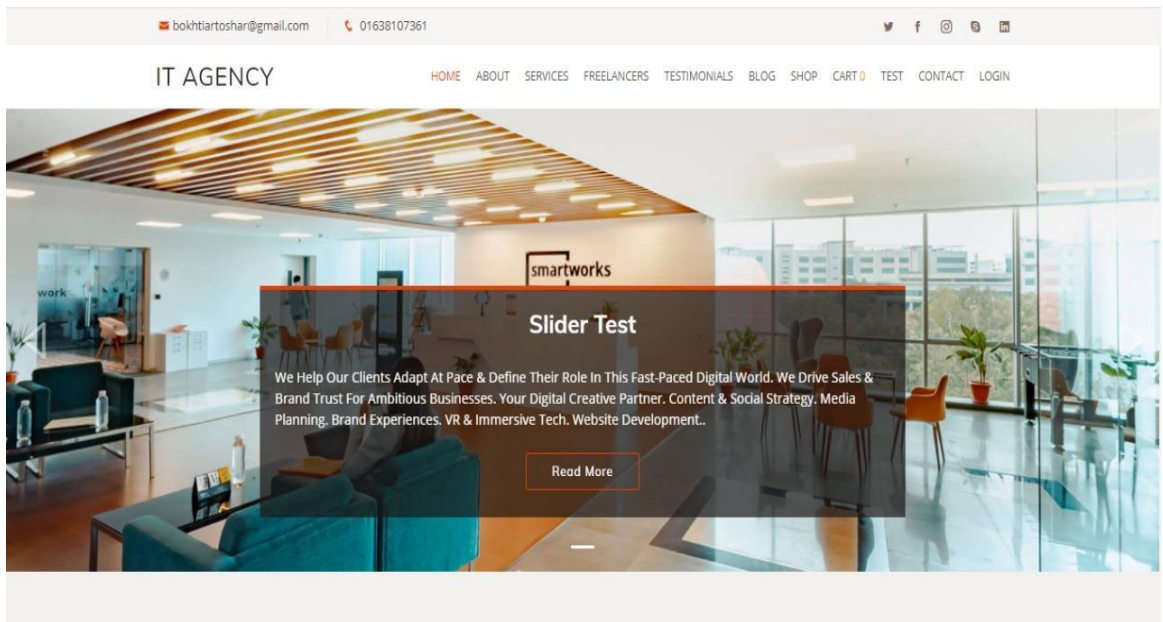 bokhtiartoshar@gmail.com 01638107361
IT AGENCY HOME ABOUT SERVICES FREELANCERS TESTIMONIALS BLOG SHOP CART 0 TEST CONTACT LOGIN
smartworks
work
Slider Test
We Help Our Clients Adapt At Pace & Define Their Role In This Fast-Paced Digital World. We Drive Sales &
Brand Trust For Ambitious Businesses. Your Digital Creative Partner. Content & Social Strategy. Media
Planning. Brand Experiences. VR & Immersive Tech. Website Development..
Read More